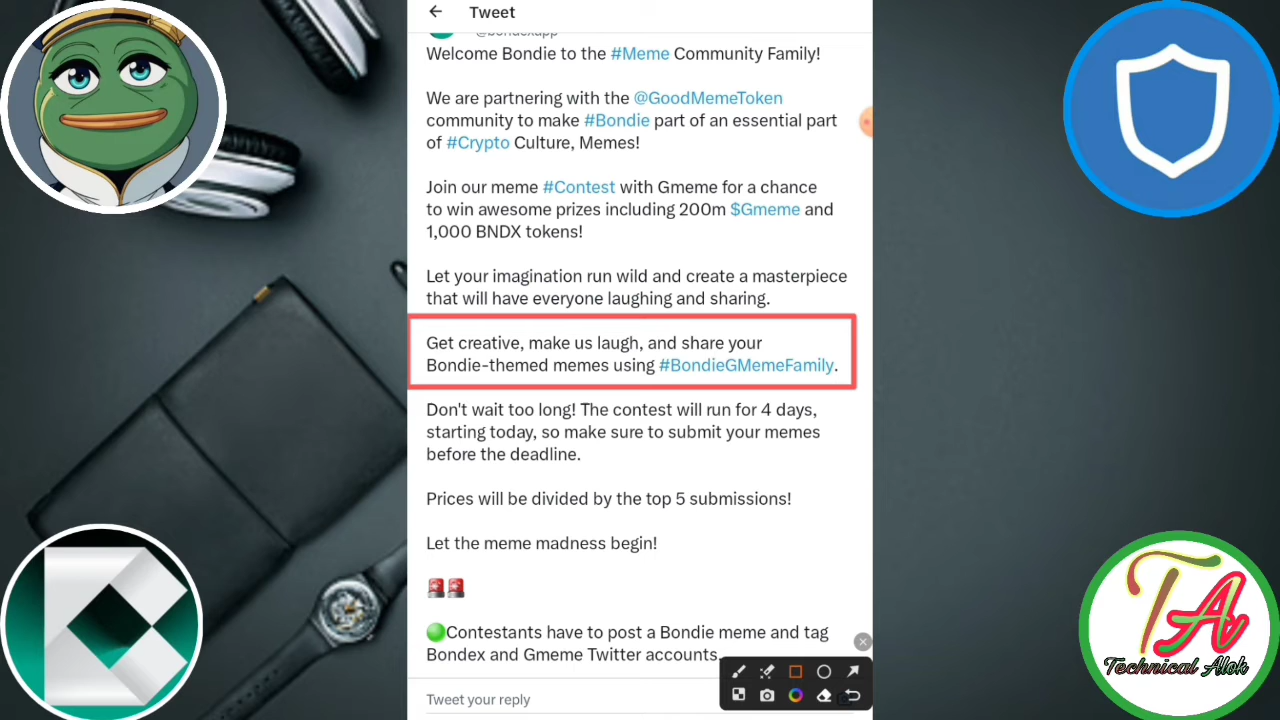 Tweet
@bondexapp
Welcome Bondie to the #Meme Community Family!
We are partnering with the @GoodMemeToken
community to make #Bondie part of an essential part
of #Crypto Culture, Memes!
Join our meme #Contest with Gmeme for a chance
to win awesome prizes including 200m $Gmeme and
1,000 BNDX tokens!
Let your imagination run wild and create a masterpiece
that will have everyone laughing and sharing.
Get creative, make us laugh, and share your
Bondie-themed memes using #BondieGMemeFamily.
Don't wait too long! The contest will run for 4 days,
starting today, so make sure to submit your memes
before the deadline.
Prices will be divided by the top 5 submissions!
Let the meme madness begin!
🚨🚨
🟢Contestants have to post a Bondie meme and tag
Bondex and Gmeme Twitter accounts.
Tweet your reply
TA
Technical Alok